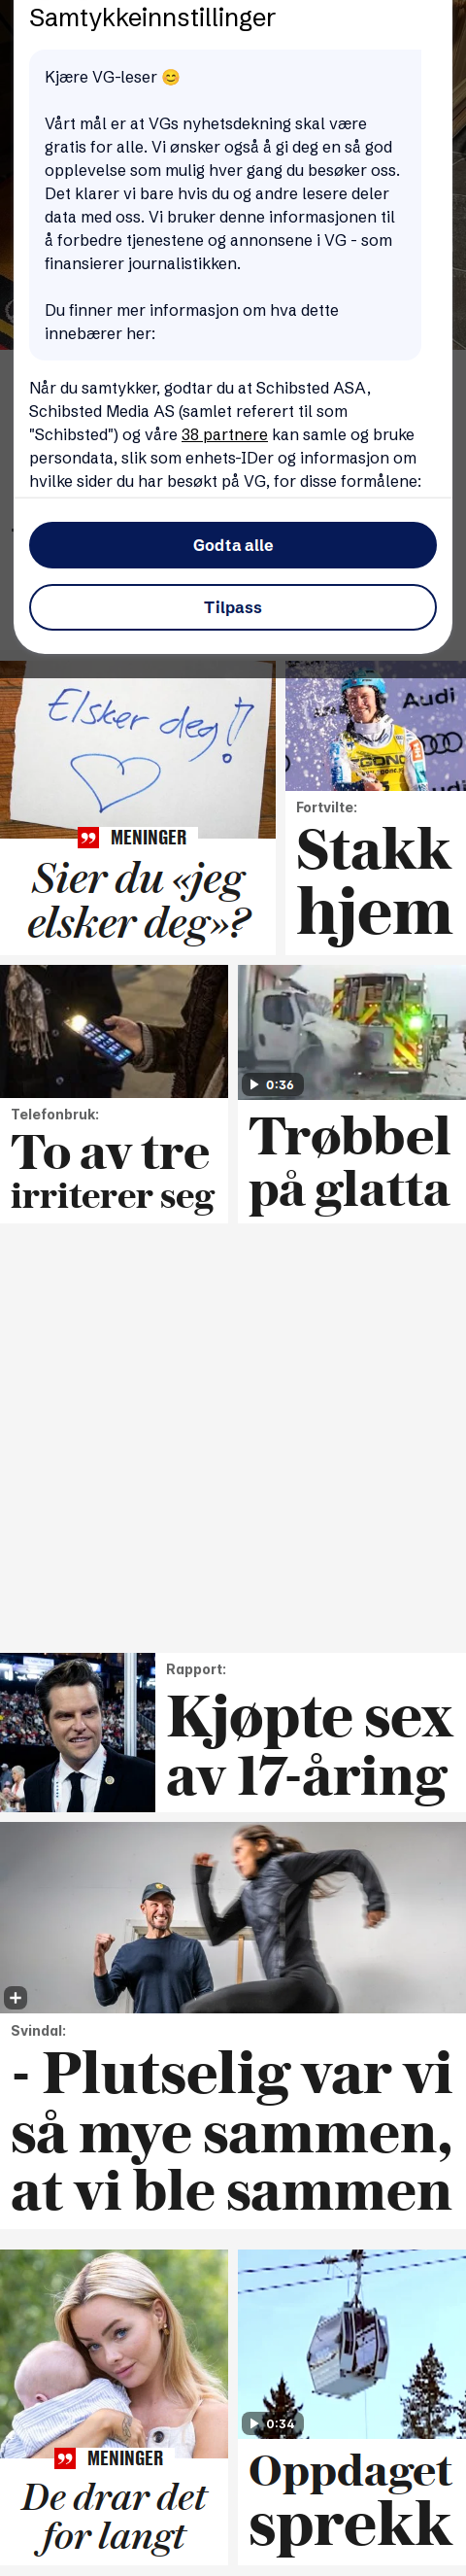 Samtykkeinnstillinger
Kjære VG-leser 😊
Vårt mål er at VGs nyhetsdekning skal være
gratis for alle. Vi ønsker også å gi deg en så god
opplevelse som mulig hver gang du besøker oss.
Det klarer vi bare hvis du og andre lesere deler
data med oss. Vi bruker denne informasjonen til
å forbedre tjenestene og annonsene i VG - som
finansierer journalistikken.
Du finner mer informasjon om hva dette
innebærer her:
Når du samtykker, godtar du at Schibsted ASA,
Schibsted Media AS (samlet referert til som
"Schibsted") og våre 38 partnere kan samle og bruke
persondata, slik som enhets-IDer og informasjon om
hvilke sider du har besøkt på VG, for disse formålene:
Godta alle
Tilpass
Elsker deg!
MENINGER
Sier du «jeg
elsker deg»?
Audi
GONG
Fortvilte:
Stakk
hjem
Telefonbruk:
To av tre
irriterer seg
0:36
Trøbbel
på glatta
Rapport:
Kjøpte sex
av 17-åring
Svindal:
- Plutselig var vi
så mye sammen,
at vi ble sammen
MENINGER
De drar det
for langt
0:34
Oppdaget
sprekk